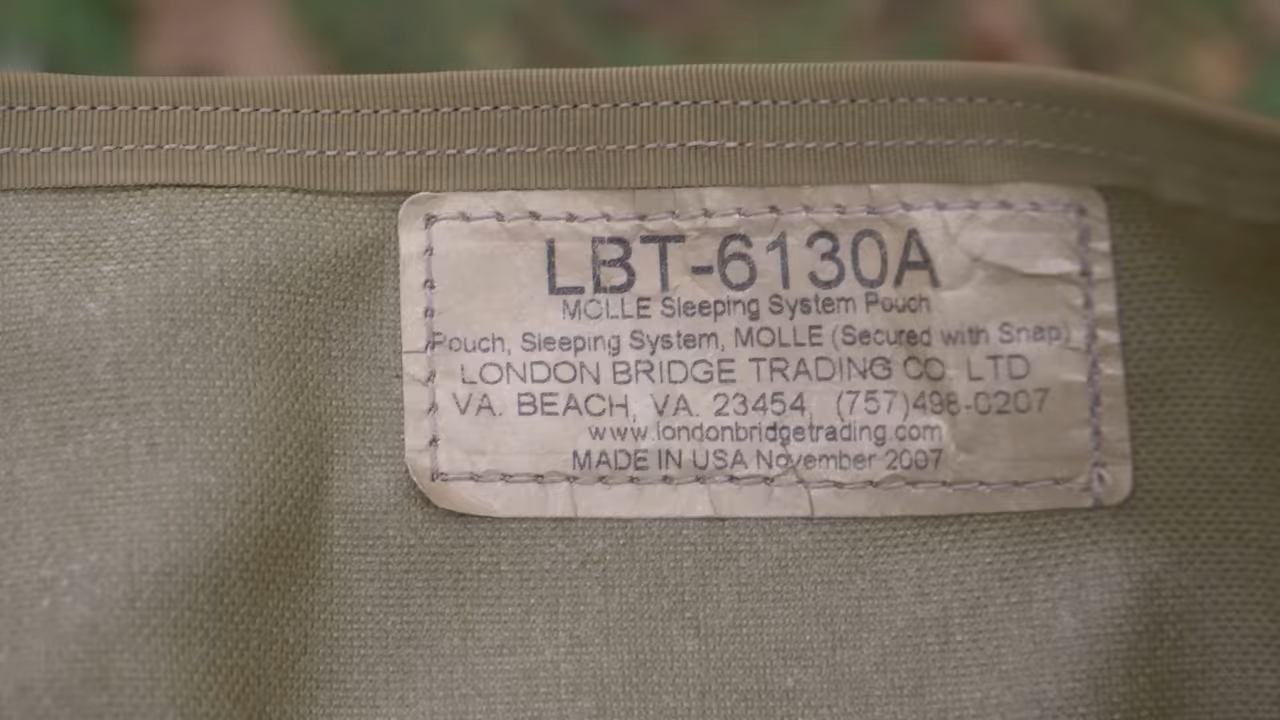 LBT-6130A
MOLLE Sleeping System Pouch
Pouch, Sleeping System, MOLLE (Secured with Snap)
LONDON BRIDGE TRADING CO LTD
VA. BEACH, VA. 23454, (757)498-0207
www.londonbridgetrading.com
MADE IN USA November 2007